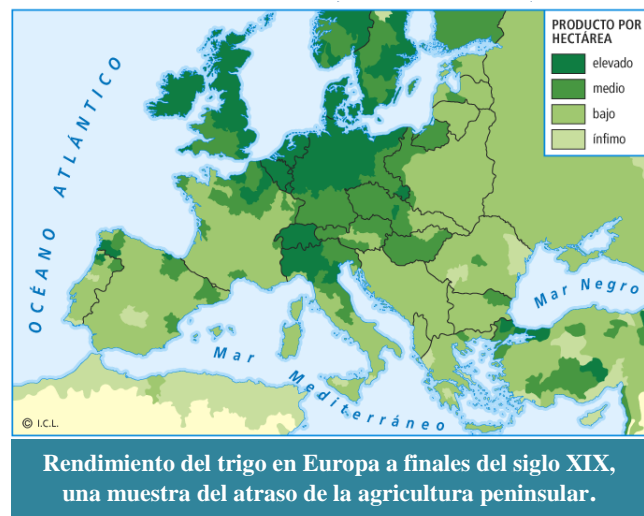 PRODUCTO POR
HECTÁREA
elevado
medio
bajo
ínfimo
OCÉANO ATLÁNTICO
Mar Negro
Mar Mediterráneo
© I.C.L.
Rendimiento del trigo en Europa a finales del siglo XIX,
una muestra del atraso de la agricultura peninsular.